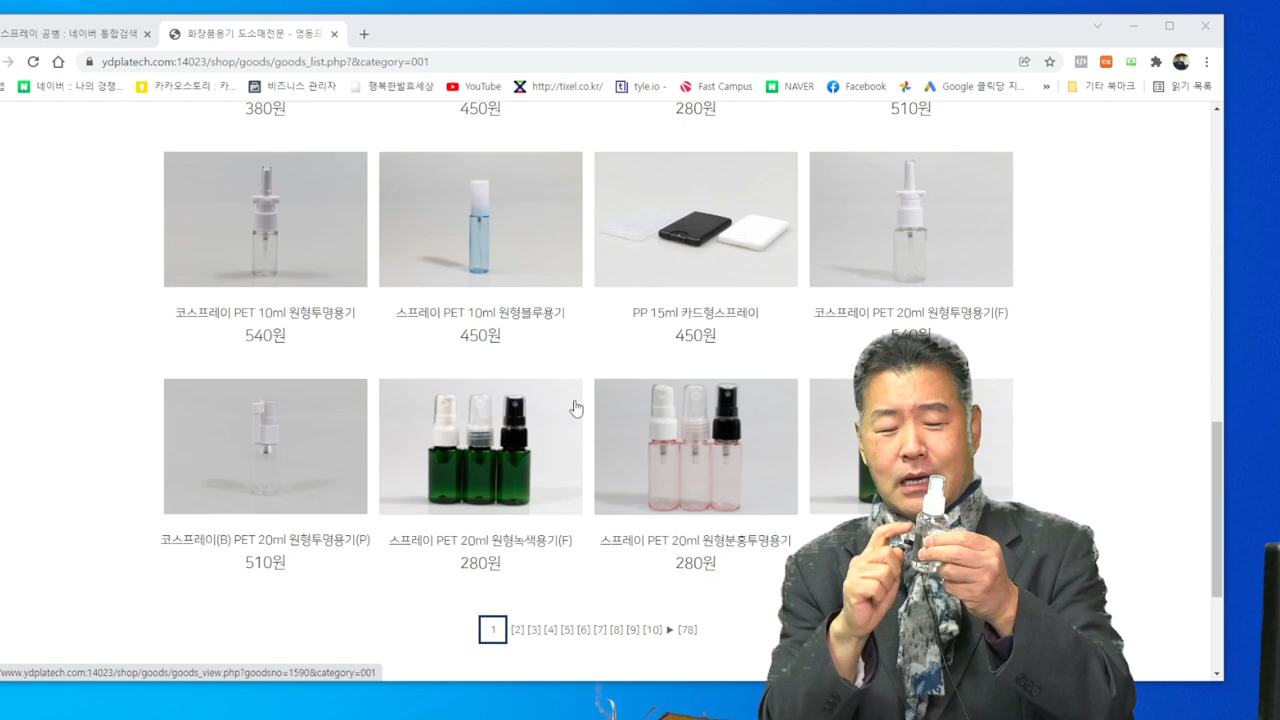 스프레이 공병 : 네이버 통합검색
화장품용기 도소매전문 - 영동프
ydplatech.com:14023/shop/goods/goods_list.php?&category=001
네이버 :: 나의 경쟁...
카카오스토리 : 카...
비즈니스 관리자
행복한발효세상
YouTube
http://tixel.co.kr/
tyle.io -
Fast Campus
NAVER
Facebook
Google 클릭당 지...
»
기타 북마크
읽기 목록
380원 450원 280원 510원
코스프레이 PET 10ml 원형투명용기
540원
스프레이 PET 10ml 원형블루용기
450원
PP 15ml 카드형스프레이
450원
코스프레이 PET 20ml 원형투명용기(F)
540원
코스프레이(B) PET 20ml 원형투명용기(P)
510원
스프레이 PET 20ml 원형녹색용기(F)
280원
스프레이 PET 20ml 원형분홍투명용기
280원
1 [2] [3] [4] [5] [6] [7] [8] [9] [10] ▶ [78]
/www.ydplatech.com:14023/shop/goods/goods_view.php?goodsno=1590&category=001